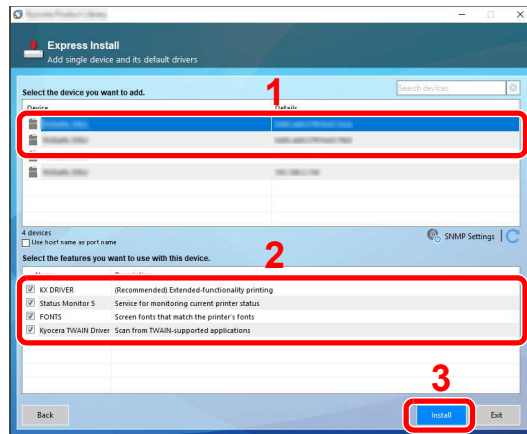 Express Install
Add single device and its default drivers
1
Select the device you want to add.
Search devices
Device Details
4 devices
SNMP Settings
Use host name as port name
2
Select the features you want to use with this device.
Name Description
KX DRIVER (Recommended) Extended-functionality printing
Status Monitor 5 Service for monitoring current printer status
FONTS Screen fonts that match the printer's fonts
Kyocera TWAIN Driver Scan from TWAIN-supported applications
3
Back Install Exit